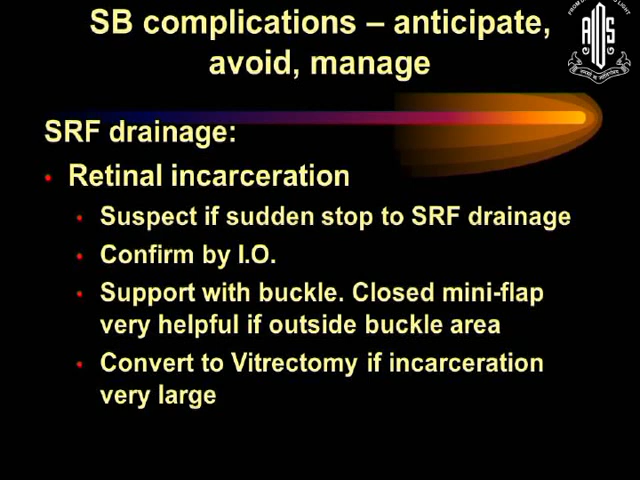 SB complications – anticipate,
avoid, manage
SRF drainage:
• Retinal incarceration
• Suspect if sudden stop to SRF drainage
• Confirm by I.O.
• Support with buckle. Closed mini-flap
very helpful if outside buckle area
• Convert to Vitrectomy if incarceration
very large